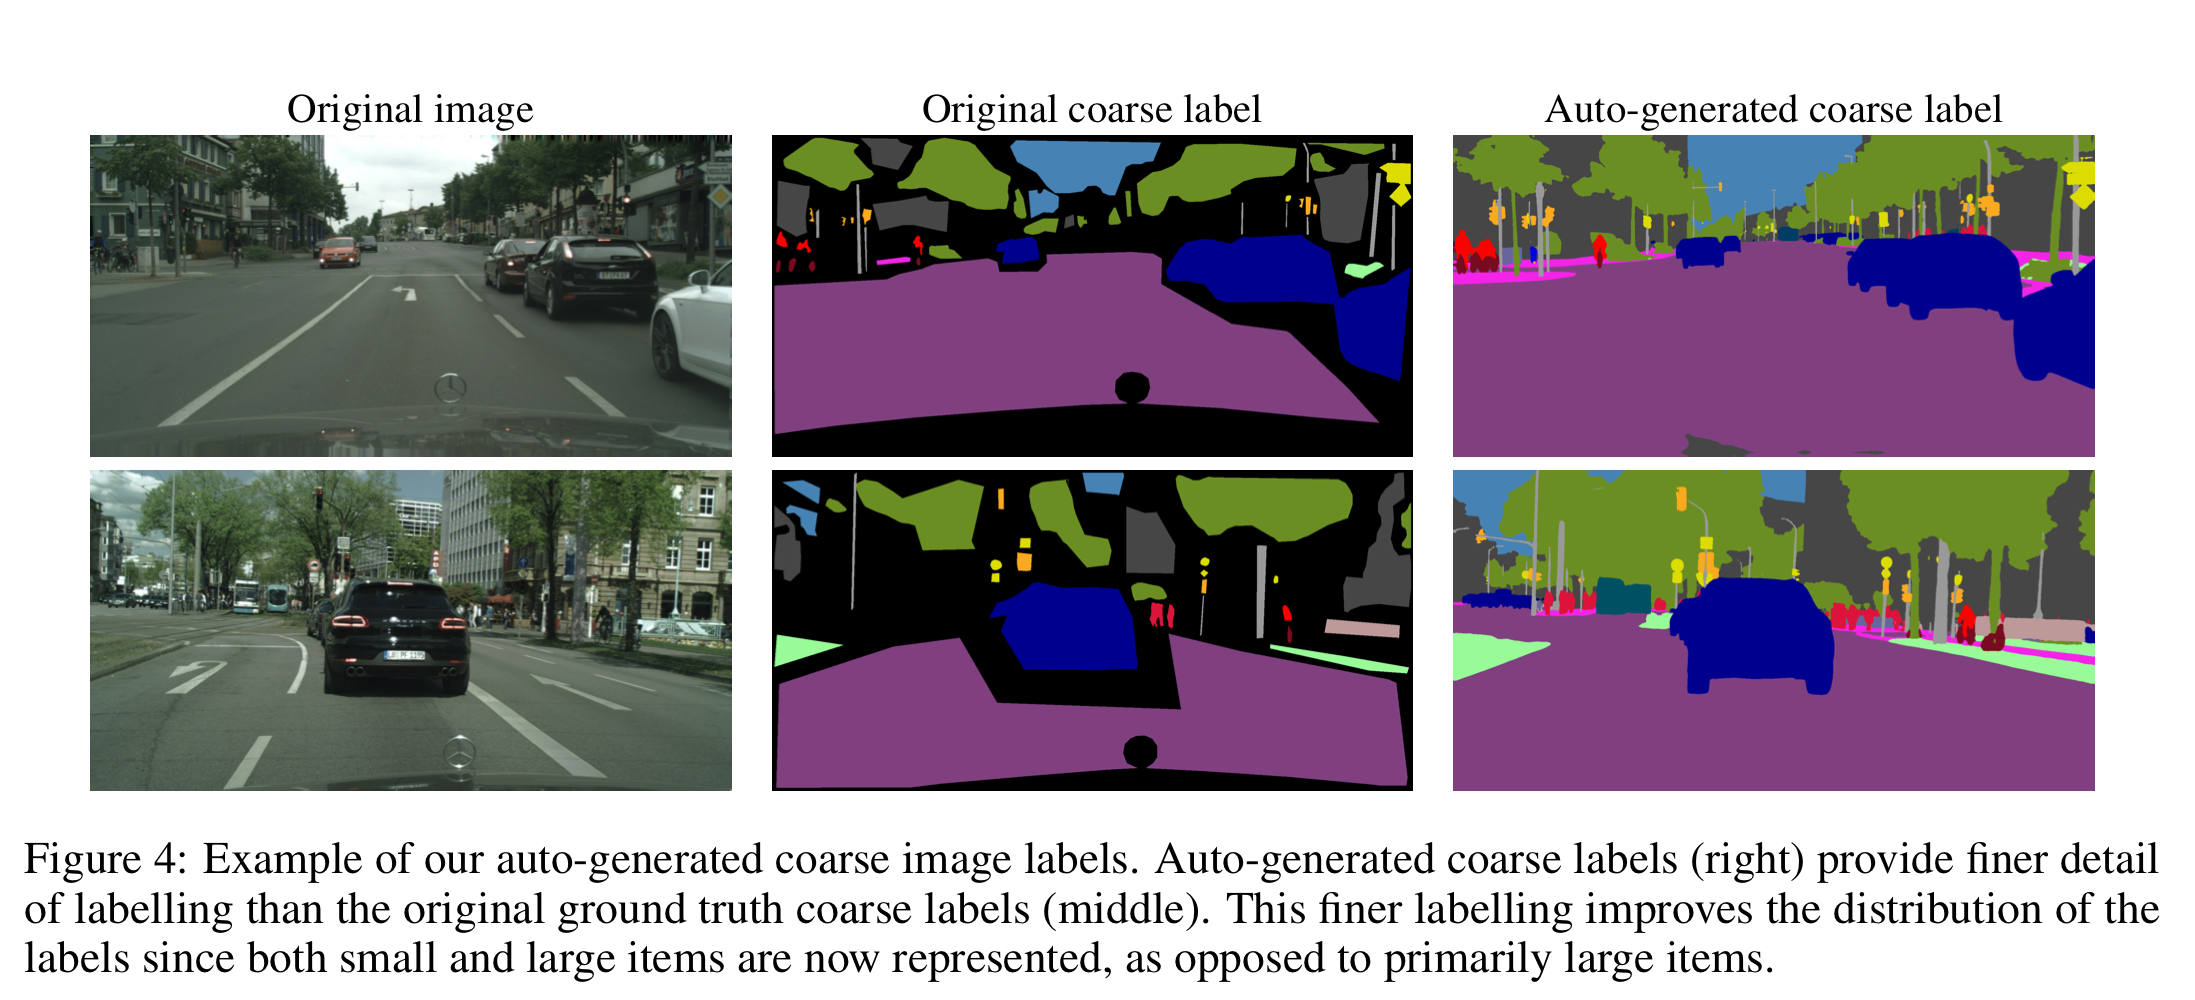 Original image
Original coarse label
Auto-generated coarse label
Figure 4: Example of our auto-generated coarse image labels. Auto-generated coarse labels (right) provide finer detail
of labelling than the original ground truth coarse labels (middle). This finer labelling improves the distribution of the
labels since both small and large items are now represented, as opposed to primarily large items.